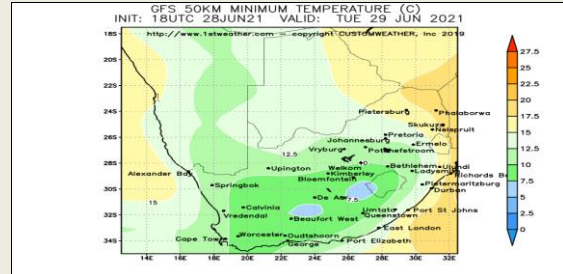 GFS 50KM MINIMUM TEMPERATURE (C)
INIT: 18UTC 28JUN21 VALID: TUE 29 JUN 2021
http://www.1stweather.com — copyright CUSTOMWEATHER, Inc 2019
18S
20S
22S
24S
26S
28S
30S
32S
34S
14E 16E 18E 20E 22E 24E 26E 28E 30E 32E
27.5
25
22.5
20
17.5
15
12.5
10
7.5
5
2.5
0
Pietersburg Phalaborwa
Skukuza
Nelspruit
Pretoria
Johannesburg
Ermelo
Vryburg Potchefstroom
12.5
Upington Welkom Bethlehem Ulundi
Kimberley Ladysmith
Richards B
Alexander Bay Bloemfontein
Springbok Pietermaritzburg
Durban
De Aar 7.5
15
Calvinia Umtata Port St Johns
Vredendal Beaufort West Queenstown
East London
Cape Town Worcester Oudtshoorn
George Port Elizabeth